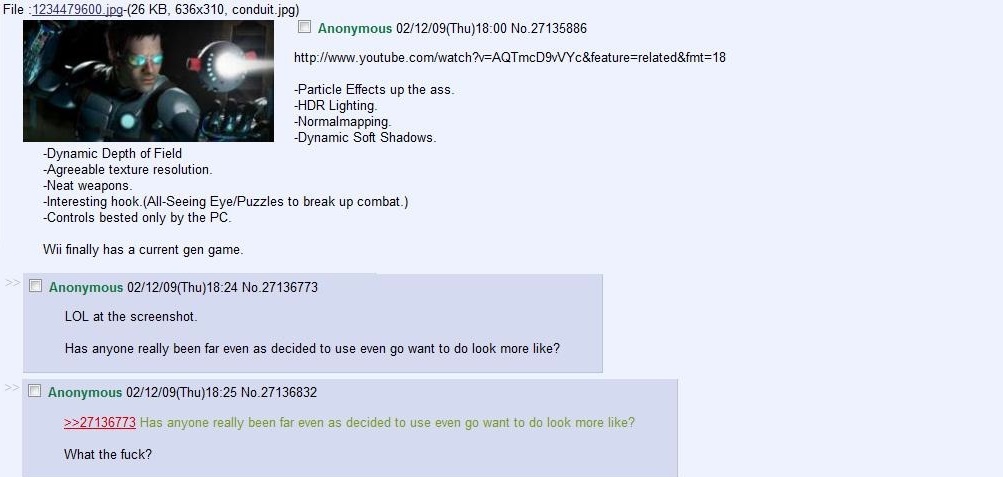 File :1234479600.jpg-(26 KB, 636x310, conduit.jpg)
Anonymous 02/12/09(Thu)18:00 No.27135886
http://www.youtube.com/watch?v=AQTmcD9vVYc&feature=related&fmt=18
-Particle Effects up the ass.
-HDR Lighting.
-Normalmapping.
-Dynamic Soft Shadows.
-Dynamic Depth of Field
-Agreeable texture resolution.
-Neat weapons.
-Interesting hook.(All-Seeing Eye/Puzzles to break up combat.)
-Controls bested only by the PC.
Wii finally has a current gen game.
>> Anonymous 02/12/09(Thu)18:24 No.27136773
LOL at the screenshot.
Has anyone really been far even as decided to use even go want to do look more like?
>> Anonymous 02/12/09(Thu)18:25 No.27136832
>>27136773 Has anyone really been far even as decided to use even go want to do look more like?
What the fuck?